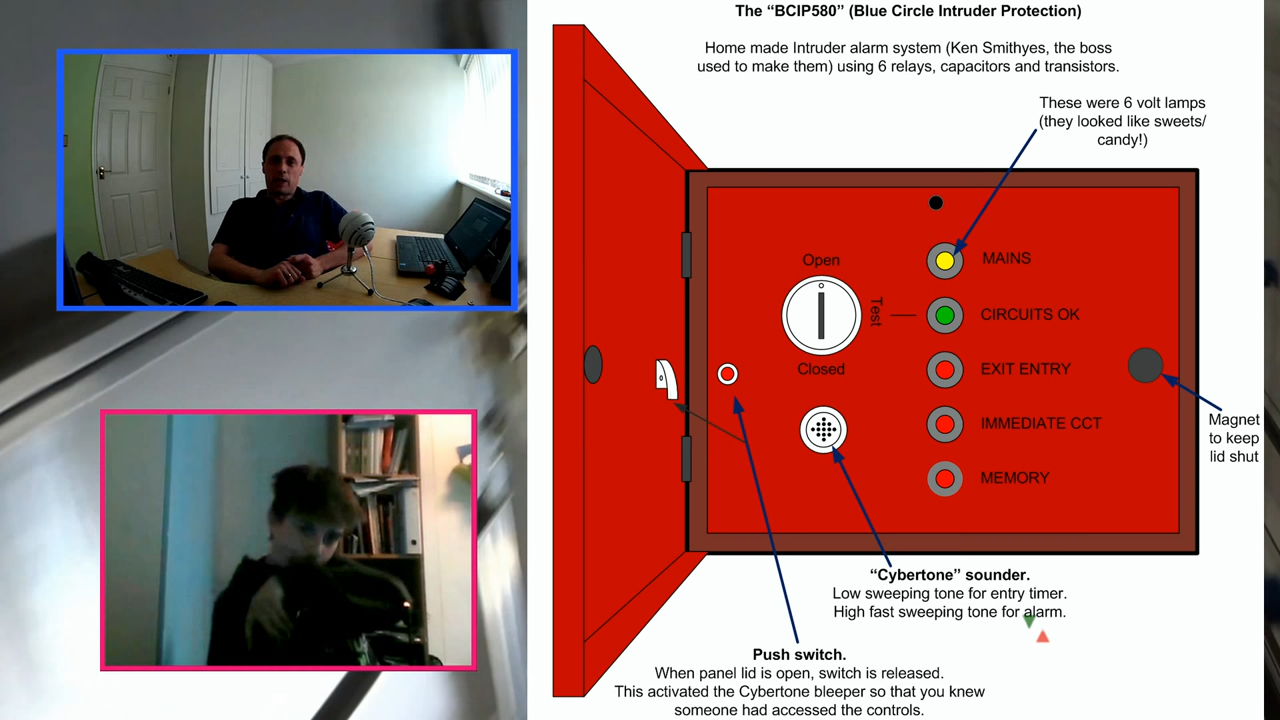 The “BCIP580” (Blue Circle Intruder Protection)
Home made Intruder alarm system (Ken Smithyes, the boss
used to make them) using 6 relays, capacitors and transistors.
These were 6 volt lamps
(they looked like sweets/
candy!)
Open
Test
Closed
MAINS
CIRCUITS OK
EXIT ENTRY
IMMEDIATE CCT
MEMORY
Magnet
to keep
lid shut
“Cybertone” sounder.
Low sweeping tone for entry timer.
High fast sweeping tone for alarm.
Push switch.
When panel lid is open, switch is released.
This activated the Cybertone bleeper so that you knew
someone had accessed the controls.